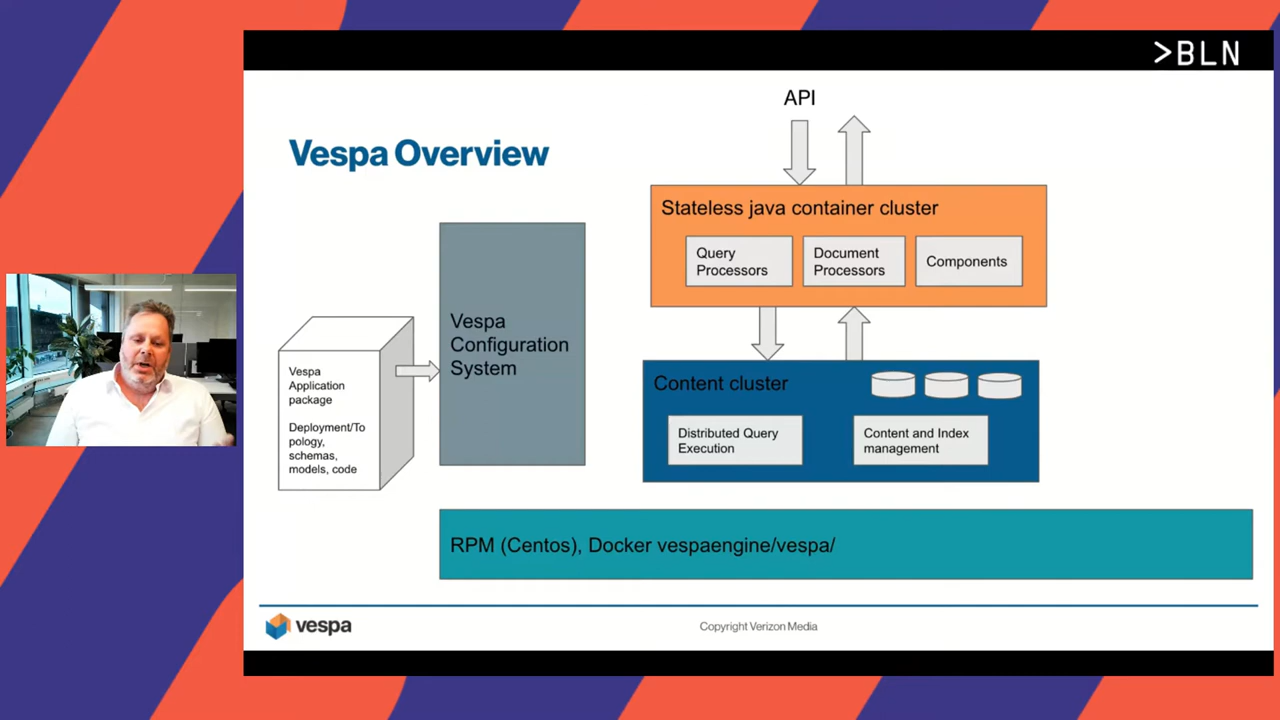 >BLN
API
Vespa Overview
Stateless java container cluster
Query
Processors
Document
Processors
Components
Vespa
Configuration
System
Vespa
Application
package
Deployment/To
pology,
schemas,
models, code
Content cluster
Distributed Query
Execution
Content and Index
management
RPM (Centos), Docker vespaengine/vespa/
vespa
Copyright Verizon Media